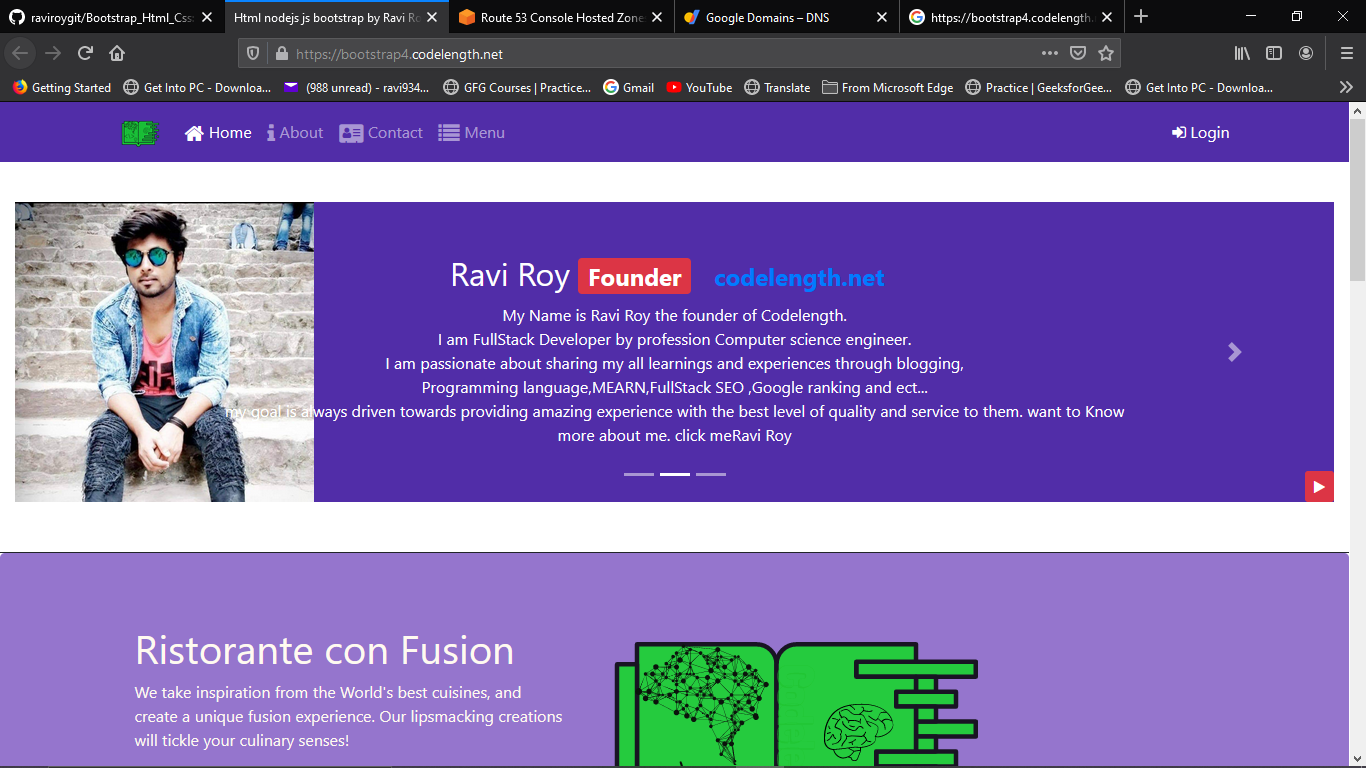 raviroygit/Bootstrap_Html_Css
Html nodejs js bootstrap by Ravi Ro
Route 53 Console Hosted Zone
Google Domains – DNS
https://bootstrap4.codelength.
https://bootstrap4.codelength.net
Getting Started
Get Into PC - Downloa...
(988 unread) - ravi934...
GFG Courses | Practice...
Gmail
YouTube
Translate
From Microsoft Edge
Practice | GeeksforGee...
Get Into PC - Downloa...
Home
About
Contact
Menu
Login
Ravi Roy Founder codelength.net
My Name is Ravi Roy the founder of Codelength.
I am FullStack Developer by profession Computer science engineer.
I am passionate about sharing my all learnings and experiences through blogging,
Programming language,MEARN,FullStack SEO ,Google ranking and ect...
my goal is always driven towards providing amazing experience with the best level of quality and service to them. want to Know
more about me. click meRavi Roy
Ristorante con Fusion
We take inspiration from the World's best cuisines, and
create a unique fusion experience. Our lipsmacking creations
will tickle your culinary senses!